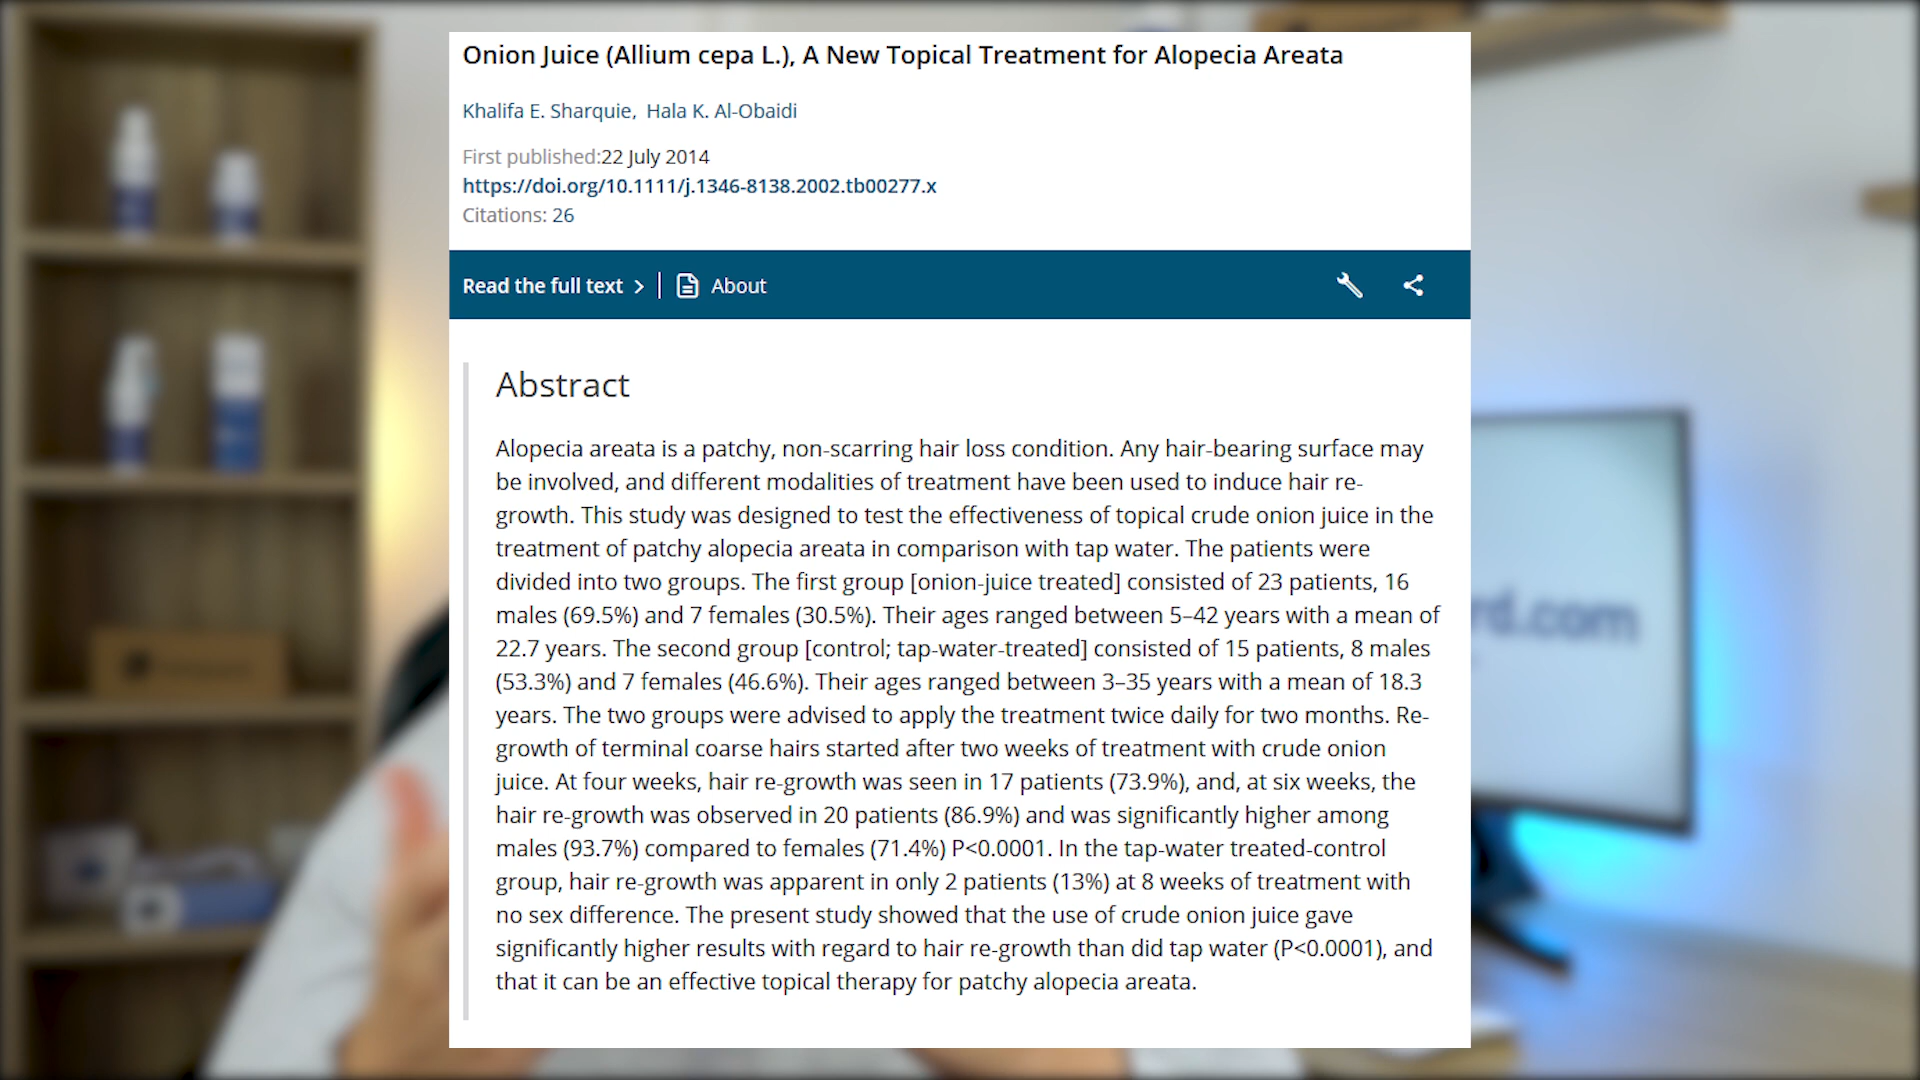 Onion Juice (Allium cepa L.), A New Topical Treatment for Alopecia Areata
Khalifa E. Sharquie, Hala K. Al-Obaidi
First published:22 July 2014
https://doi.org/10.1111/j.1346-8138.2002.tb00277.x
Citations: 26
Read the full text > | About
Abstract
Alopecia areata is a patchy, non-scarring hair loss condition. Any hair-bearing surface may
be involved, and different modalities of treatment have been used to induce hair re-
growth. This study was designed to test the effectiveness of topical crude onion juice in the
treatment of patchy alopecia areata in comparison with tap water. The patients were
divided into two groups. The first group [onion-juice treated] consisted of 23 patients, 16
males (69.5%) and 7 females (30.5%). Their ages ranged between 5–42 years with a mean of
22.7 years. The second group [control; tap-water-treated] consisted of 15 patients, 8 males
(53.3%) and 7 females (46.6%). Their ages ranged between 3–35 years with a mean of 18.3
years. The two groups were advised to apply the treatment twice daily for two months. Re-
growth of terminal coarse hairs started after two weeks of treatment with crude onion
juice. At four weeks, hair re-growth was seen in 17 patients (73.9%), and, at six weeks, the
hair re-growth was observed in 20 patients (86.9%) and was significantly higher among
males (93.7%) compared to females (71.4%) P<0.0001. In the tap-water treated-control
group, hair re-growth was apparent in only 2 patients (13%) at 8 weeks of treatment with
no sex difference. The present study showed that the use of crude onion juice gave
significantly higher results with regard to hair re-growth than did tap water (P<0.0001), and
that it can be an effective topical therapy for patchy alopecia areata.
rd.com